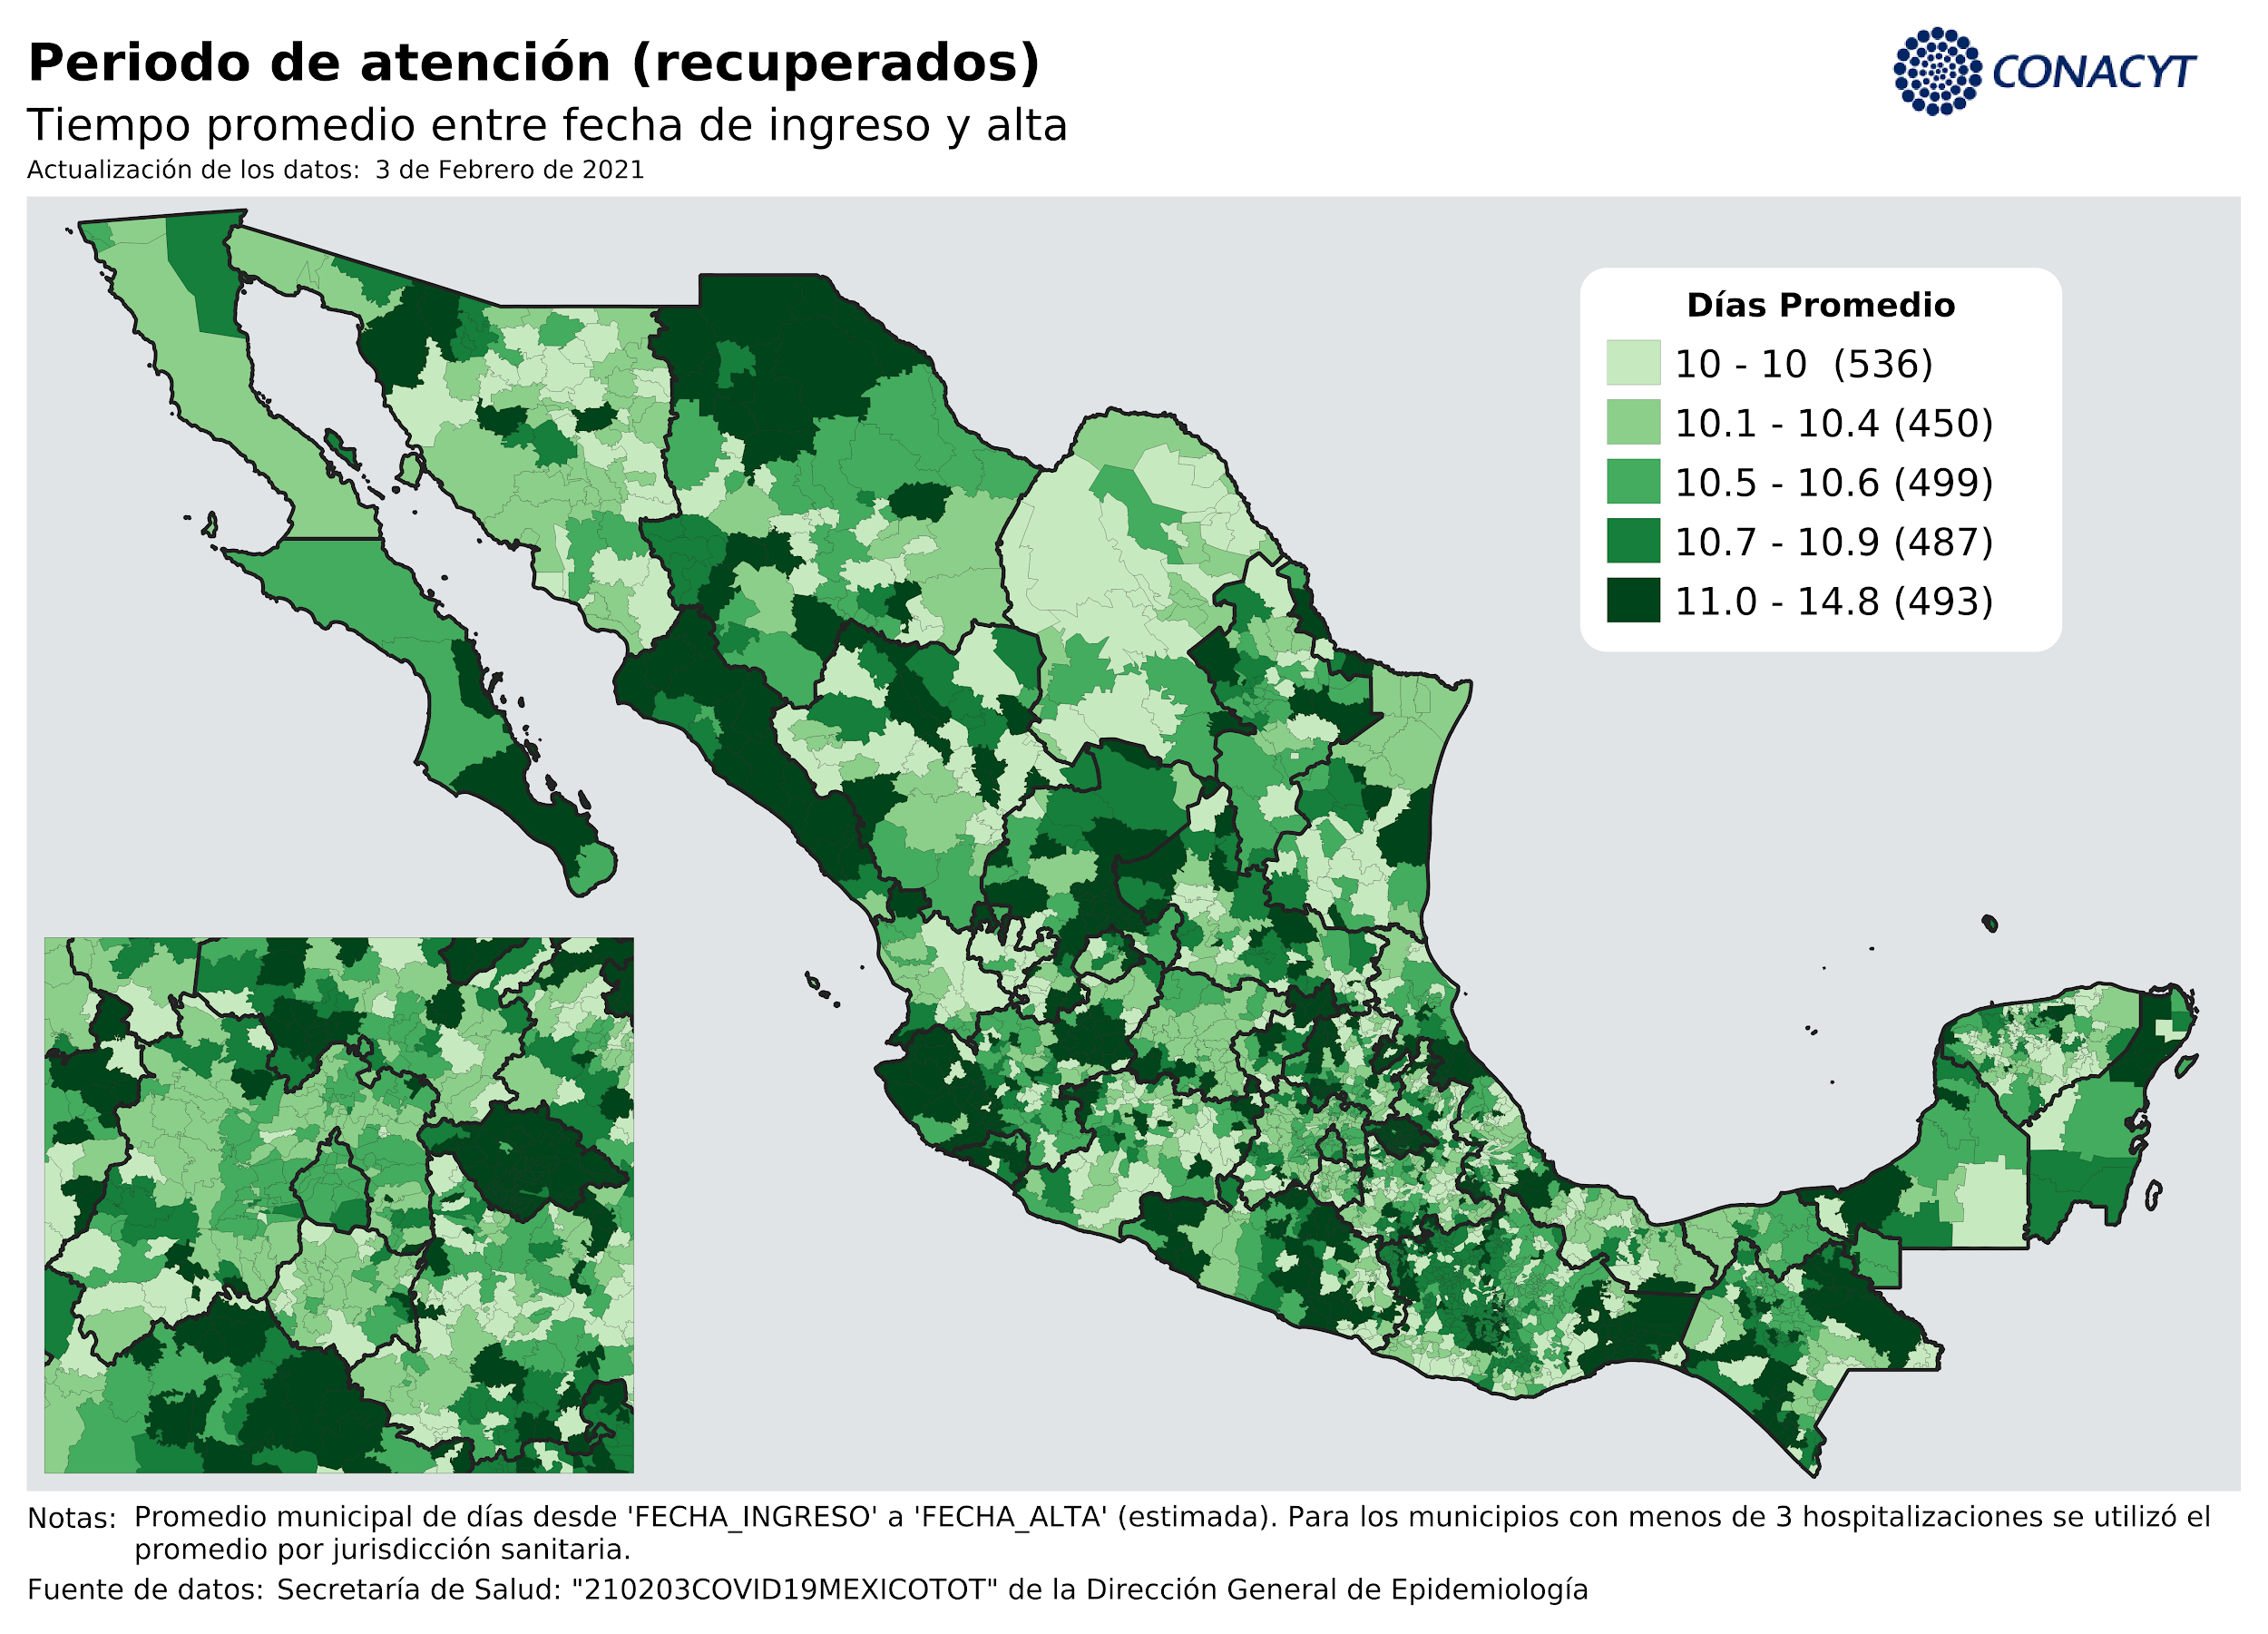 Periodo de atención (recuperados)
Tiempo promedio entre fecha de ingreso y alta
Actualización de los datos: 3 de Febrero de 2021
CONACYT
Días Promedio
10 - 10 (536)
10.1 - 10.4 (450)
10.5 - 10.6 (499)
10.7 - 10.9 (487)
11.0 - 14.8 (493)
Notas: Promedio municipal de días desde 'FECHA_INGRESO' a 'FECHA_ALTA' (estimada). Para los municipios con menos de 3 hospitalizaciones se utilizó el
promedio por jurisdicción sanitaria.
Fuente de datos: Secretaría de Salud: "210203COVID19MEXICOTOT" de la Dirección General de Epidemiología